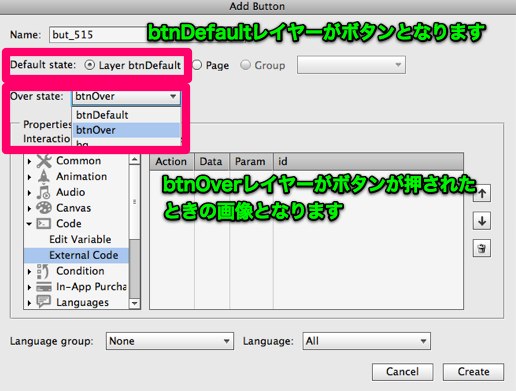 Add Button
btnDefaultレイヤーがボタンとなります
Name: but_515
Default state: Layer btnDefault Page Group
Over state: btnOver
btnDefault
btnOver
Properties
Interaction
Common
Animation
Audio
Canvas
Code
Edit Variable
External Code
Condition
In-App Purcha
Languages
Action Data Param id
btnOverレイヤーがボタンが押された
ときの画像となります
Language group: None Language: All
Cancel Create